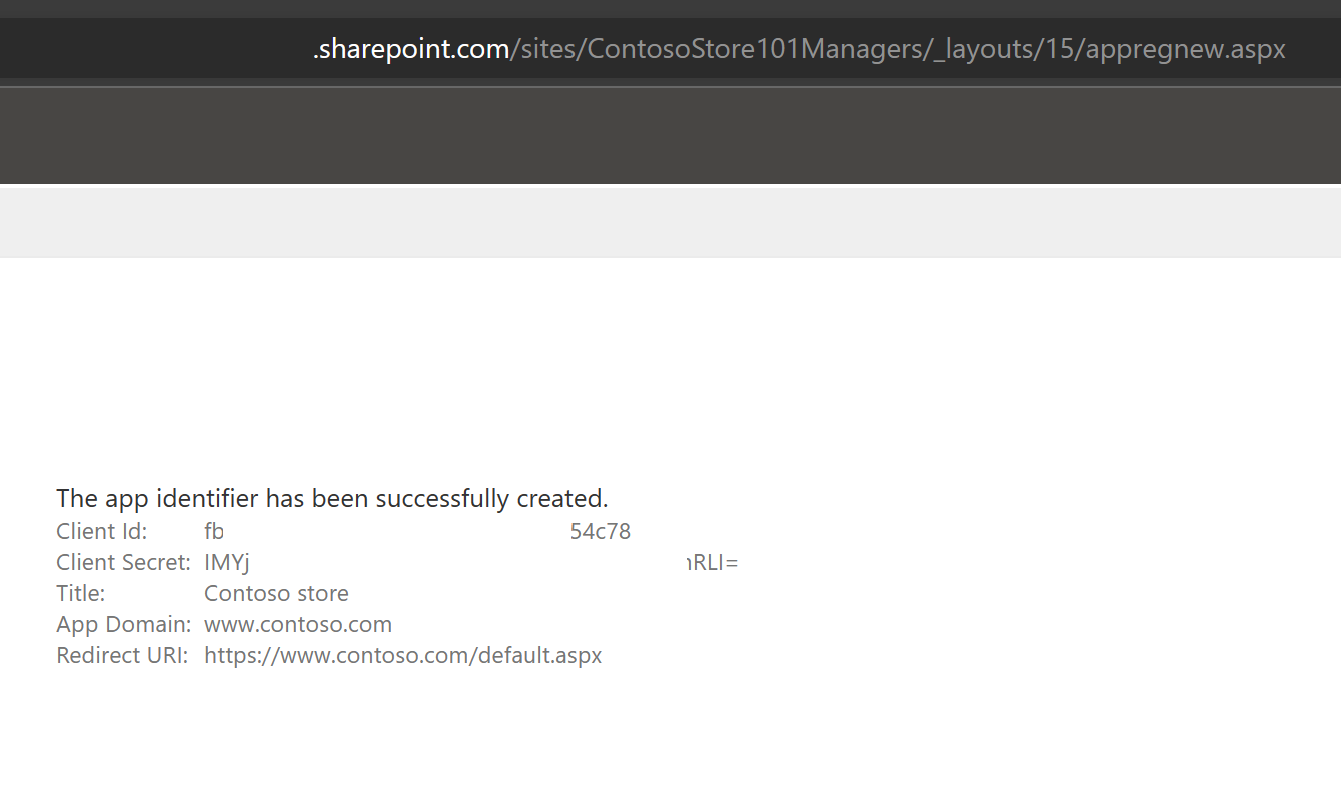 .sharepoint.com/sites/ContosoStore101Managers/_layouts/15/appregnew.aspx
The app identifier has been successfully created.
Client Id: fb 54c78
Client Secret: IMYj RLI=
Title: Contoso store
App Domain: www.contoso.com
Redirect URI: https://www.contoso.com/default.aspx